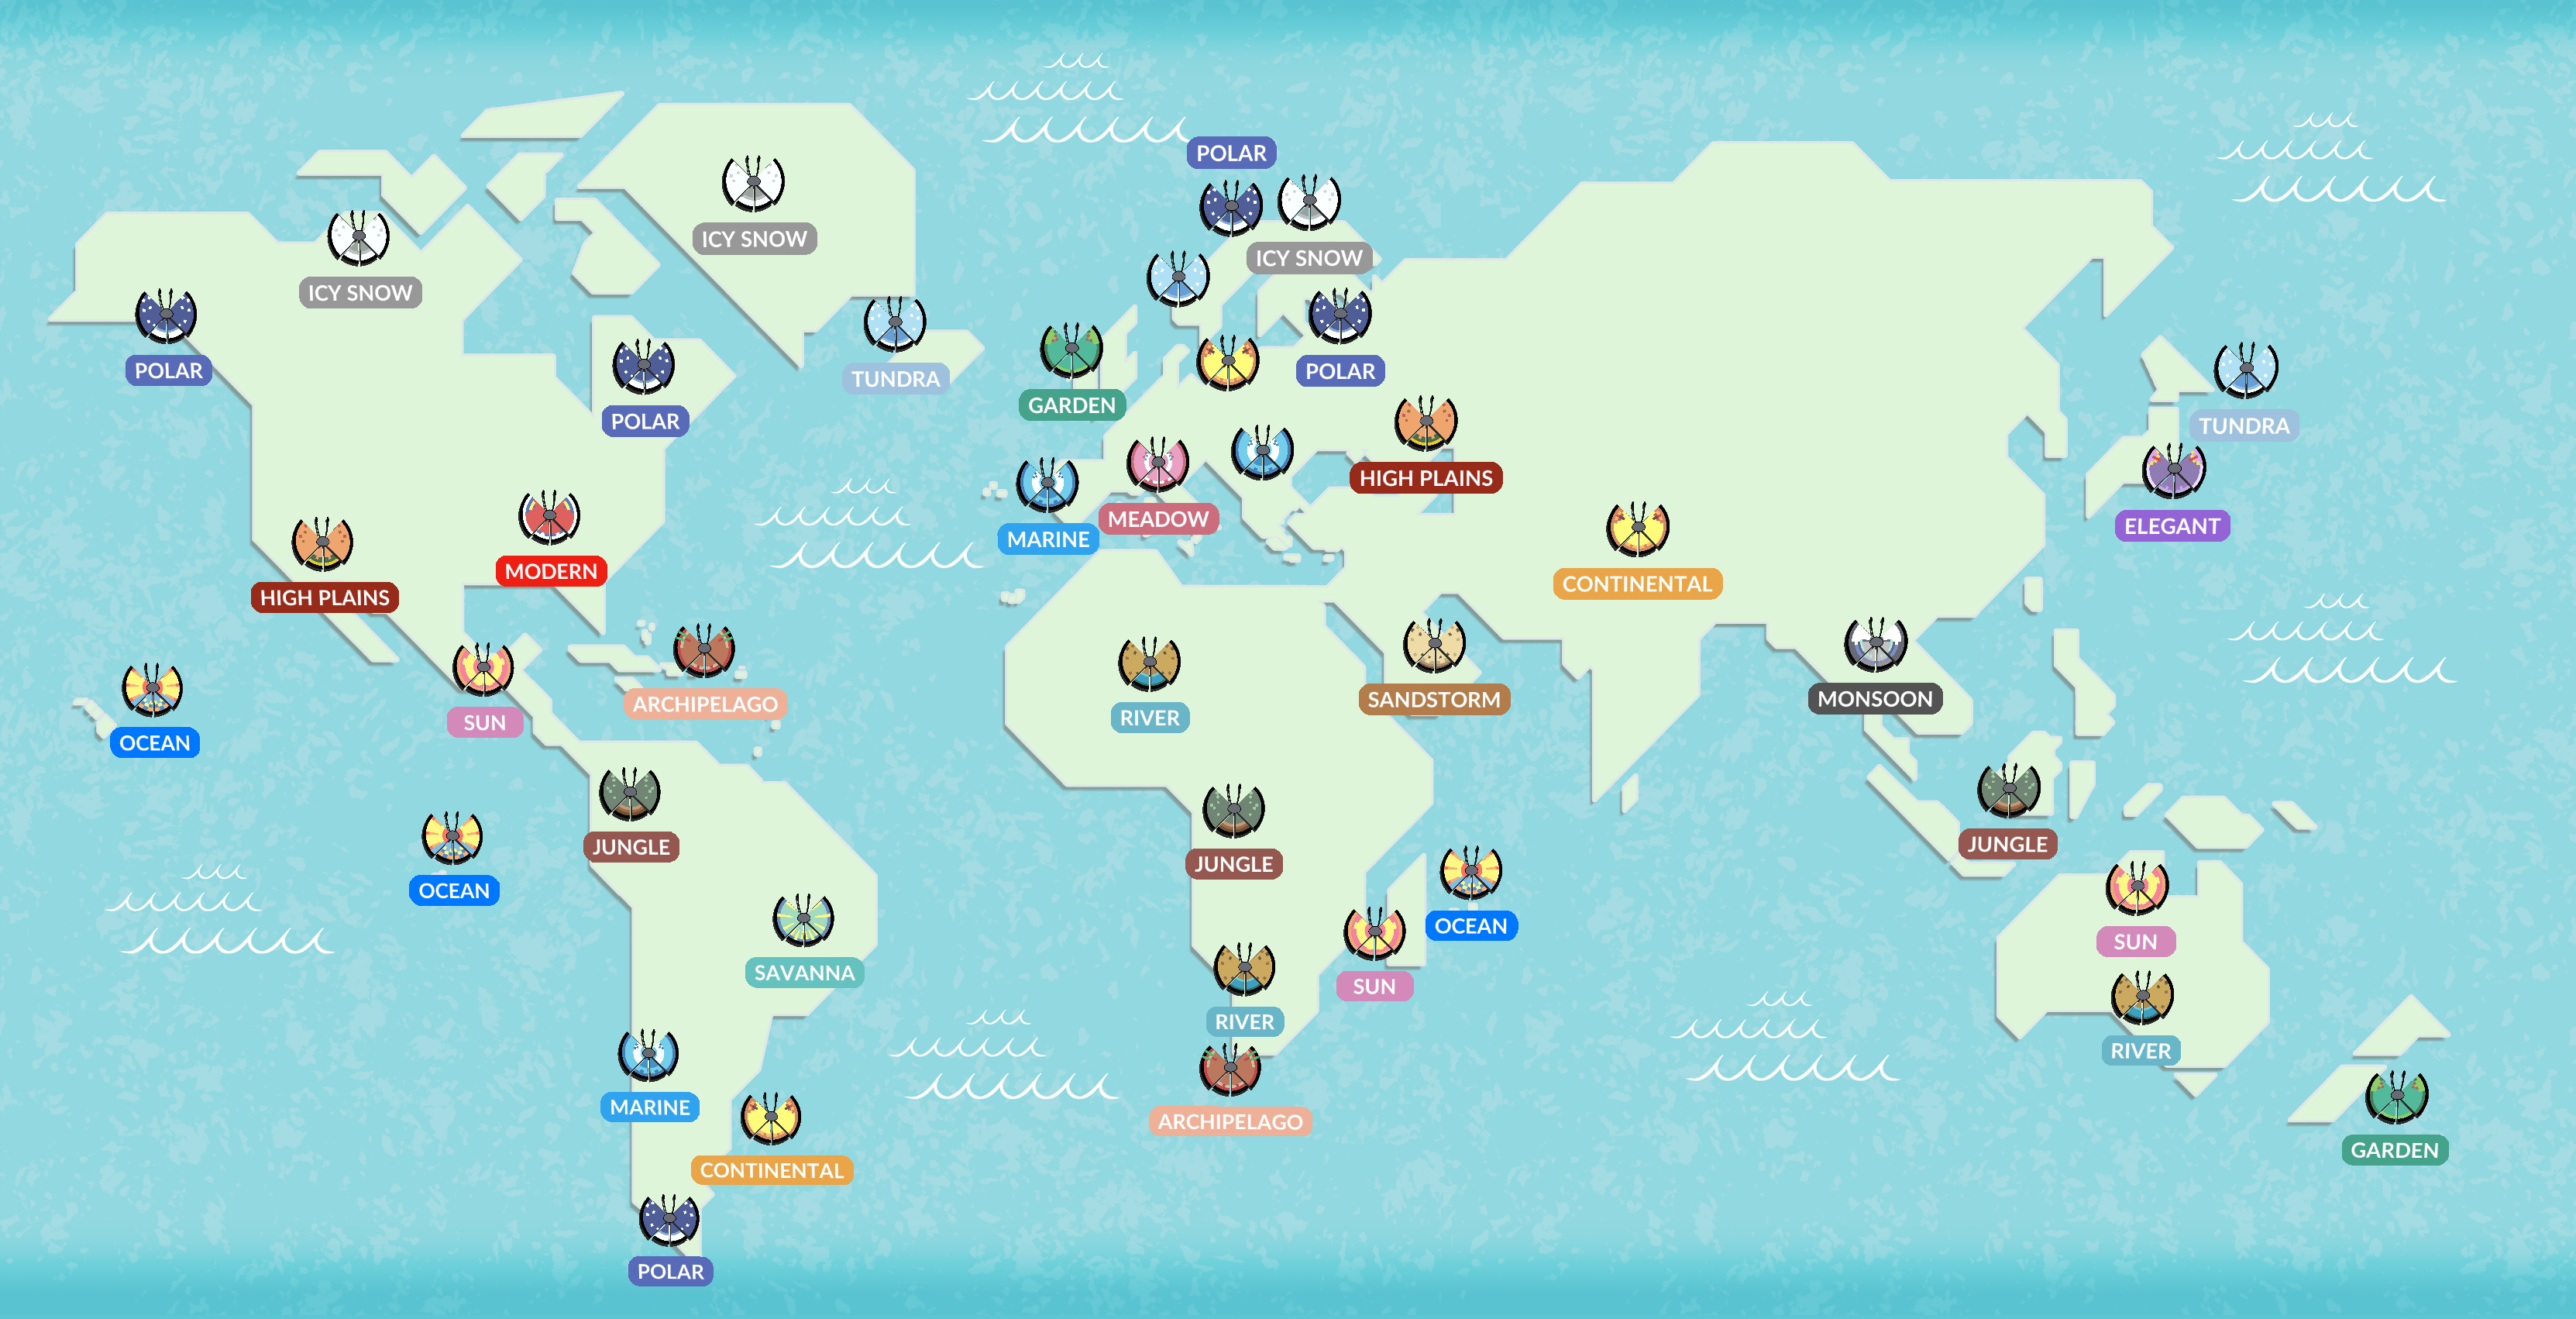 POLAR
ICY SNOW
ICY SNOW
ICY SNOW
POLAR
POLAR
TUNDRA
GARDEN
POLAR
POLAR
TUNDRA
HIGH PLAINS
MEADOW
MARINE
ELEGANT
MODERN
HIGH PLAINS
CONTINENTAL
SUN
ARCHIPELAGO
RIVER
SANDSTORM
MONSOON
OCEAN
OCEAN
JUNGLE
JUNGLE
JUNGLE
OCEAN
SUN
SAVANNA
SUN
RIVER
RIVER
MARINE
ARCHIPELAGO
GARDEN
CONTINENTAL
POLAR